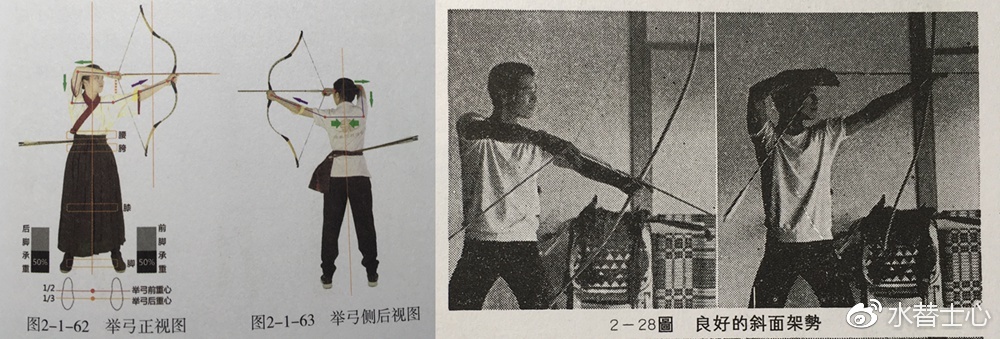 腰
胯
膝
后脚承重
50%
前脚承重
50%
脚
1/2
举弓前重心
1/3
举弓后重心
图2-1-62 举弓正视图
图2-1-63 举弓侧后视图
2－28圖 良好的斜面架勢
水替士心